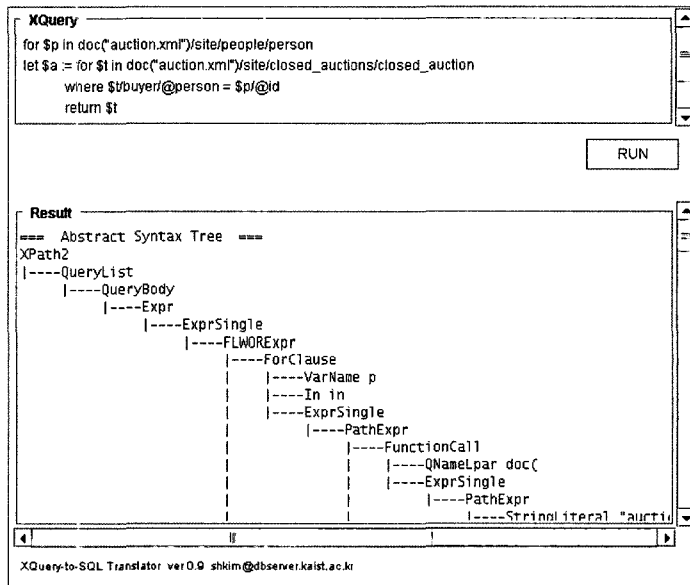 XQuery
for $p in doc("auction.xml")/site/people/person
let $a := for $t in doc("auction.xml")/site/closed_auctions/closed_auction
where $t/buyer/@person = $p/@id
return $t
RUN
Result
=== Abstract Syntax Tree ===
XPath2
|----QueryList
|----QueryBody
|----Expr
|----ExprSingle
|----FLWORExpr
|----ForClause
| |----VarName p
| |----In in
| |----ExprSingle
| |----PathExpr
| |----FunctionCall
| | |----QNameLpar doc(
| | |----ExprSingle
| | |----PathExpr
| | |----StringLiteral "aucti
XQuery-to-SQL Translator ver 0.9 shkim@dbserver.kaist.ac.kr